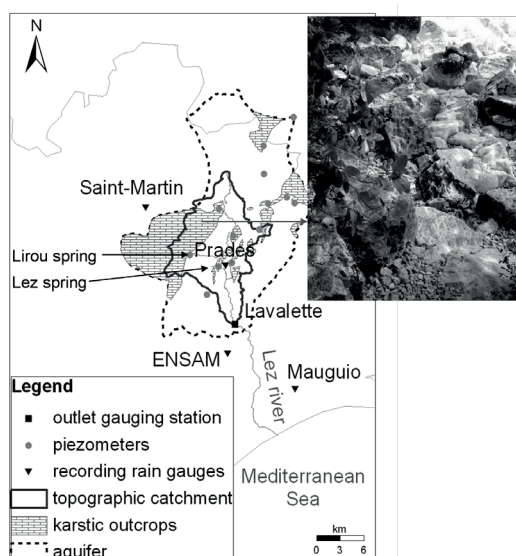 N
Saint-Martin
Lirou spring
Prades
Lez spring
Lavalette
ENSAM
Lez river
Mauguio
Legend
outlet gauging station
piezometers
recording rain gauges
topographic catchment
karstic outcrops
aquifer
Mediterranean
Sea
km
0 3 6